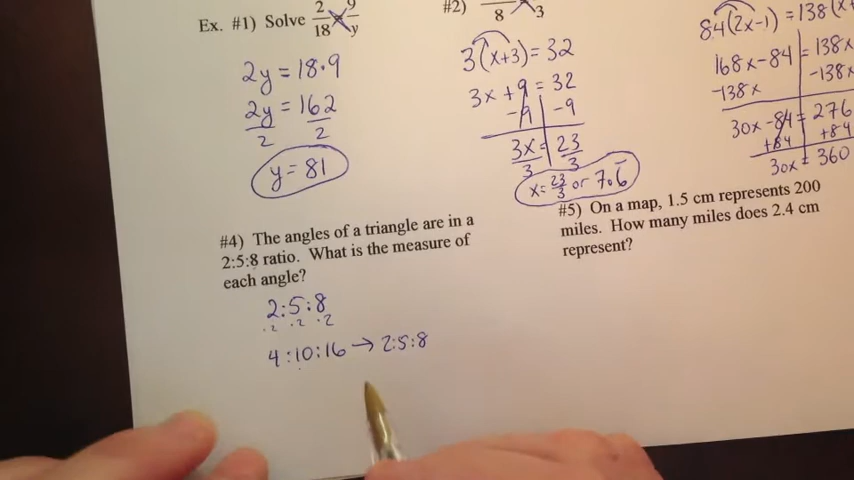 Ex. #1) Solve 2/18 = 9/y
2y = 18·9
2y = 162
2 2
y = 81
#2)
8 3
3(x+3) = 32
3x + 9 = 32
-9 -9
3x = 23
3 3
x = 23/3 or 7.6̅
84(2x-1) = 138(x+
168x - 84 = 138x
-138x -138x
30x - 84 = 276
+84 +84
30x = 360
#4) The angles of a triangle are in a
2:5:8 ratio. What is the measure of
each angle?
2:5:8
·2 ·2 ·2
4:10:16 → 2:5:8
#5) On a map, 1.5 cm represents 200
miles. How many miles does 2.4 cm
represent?